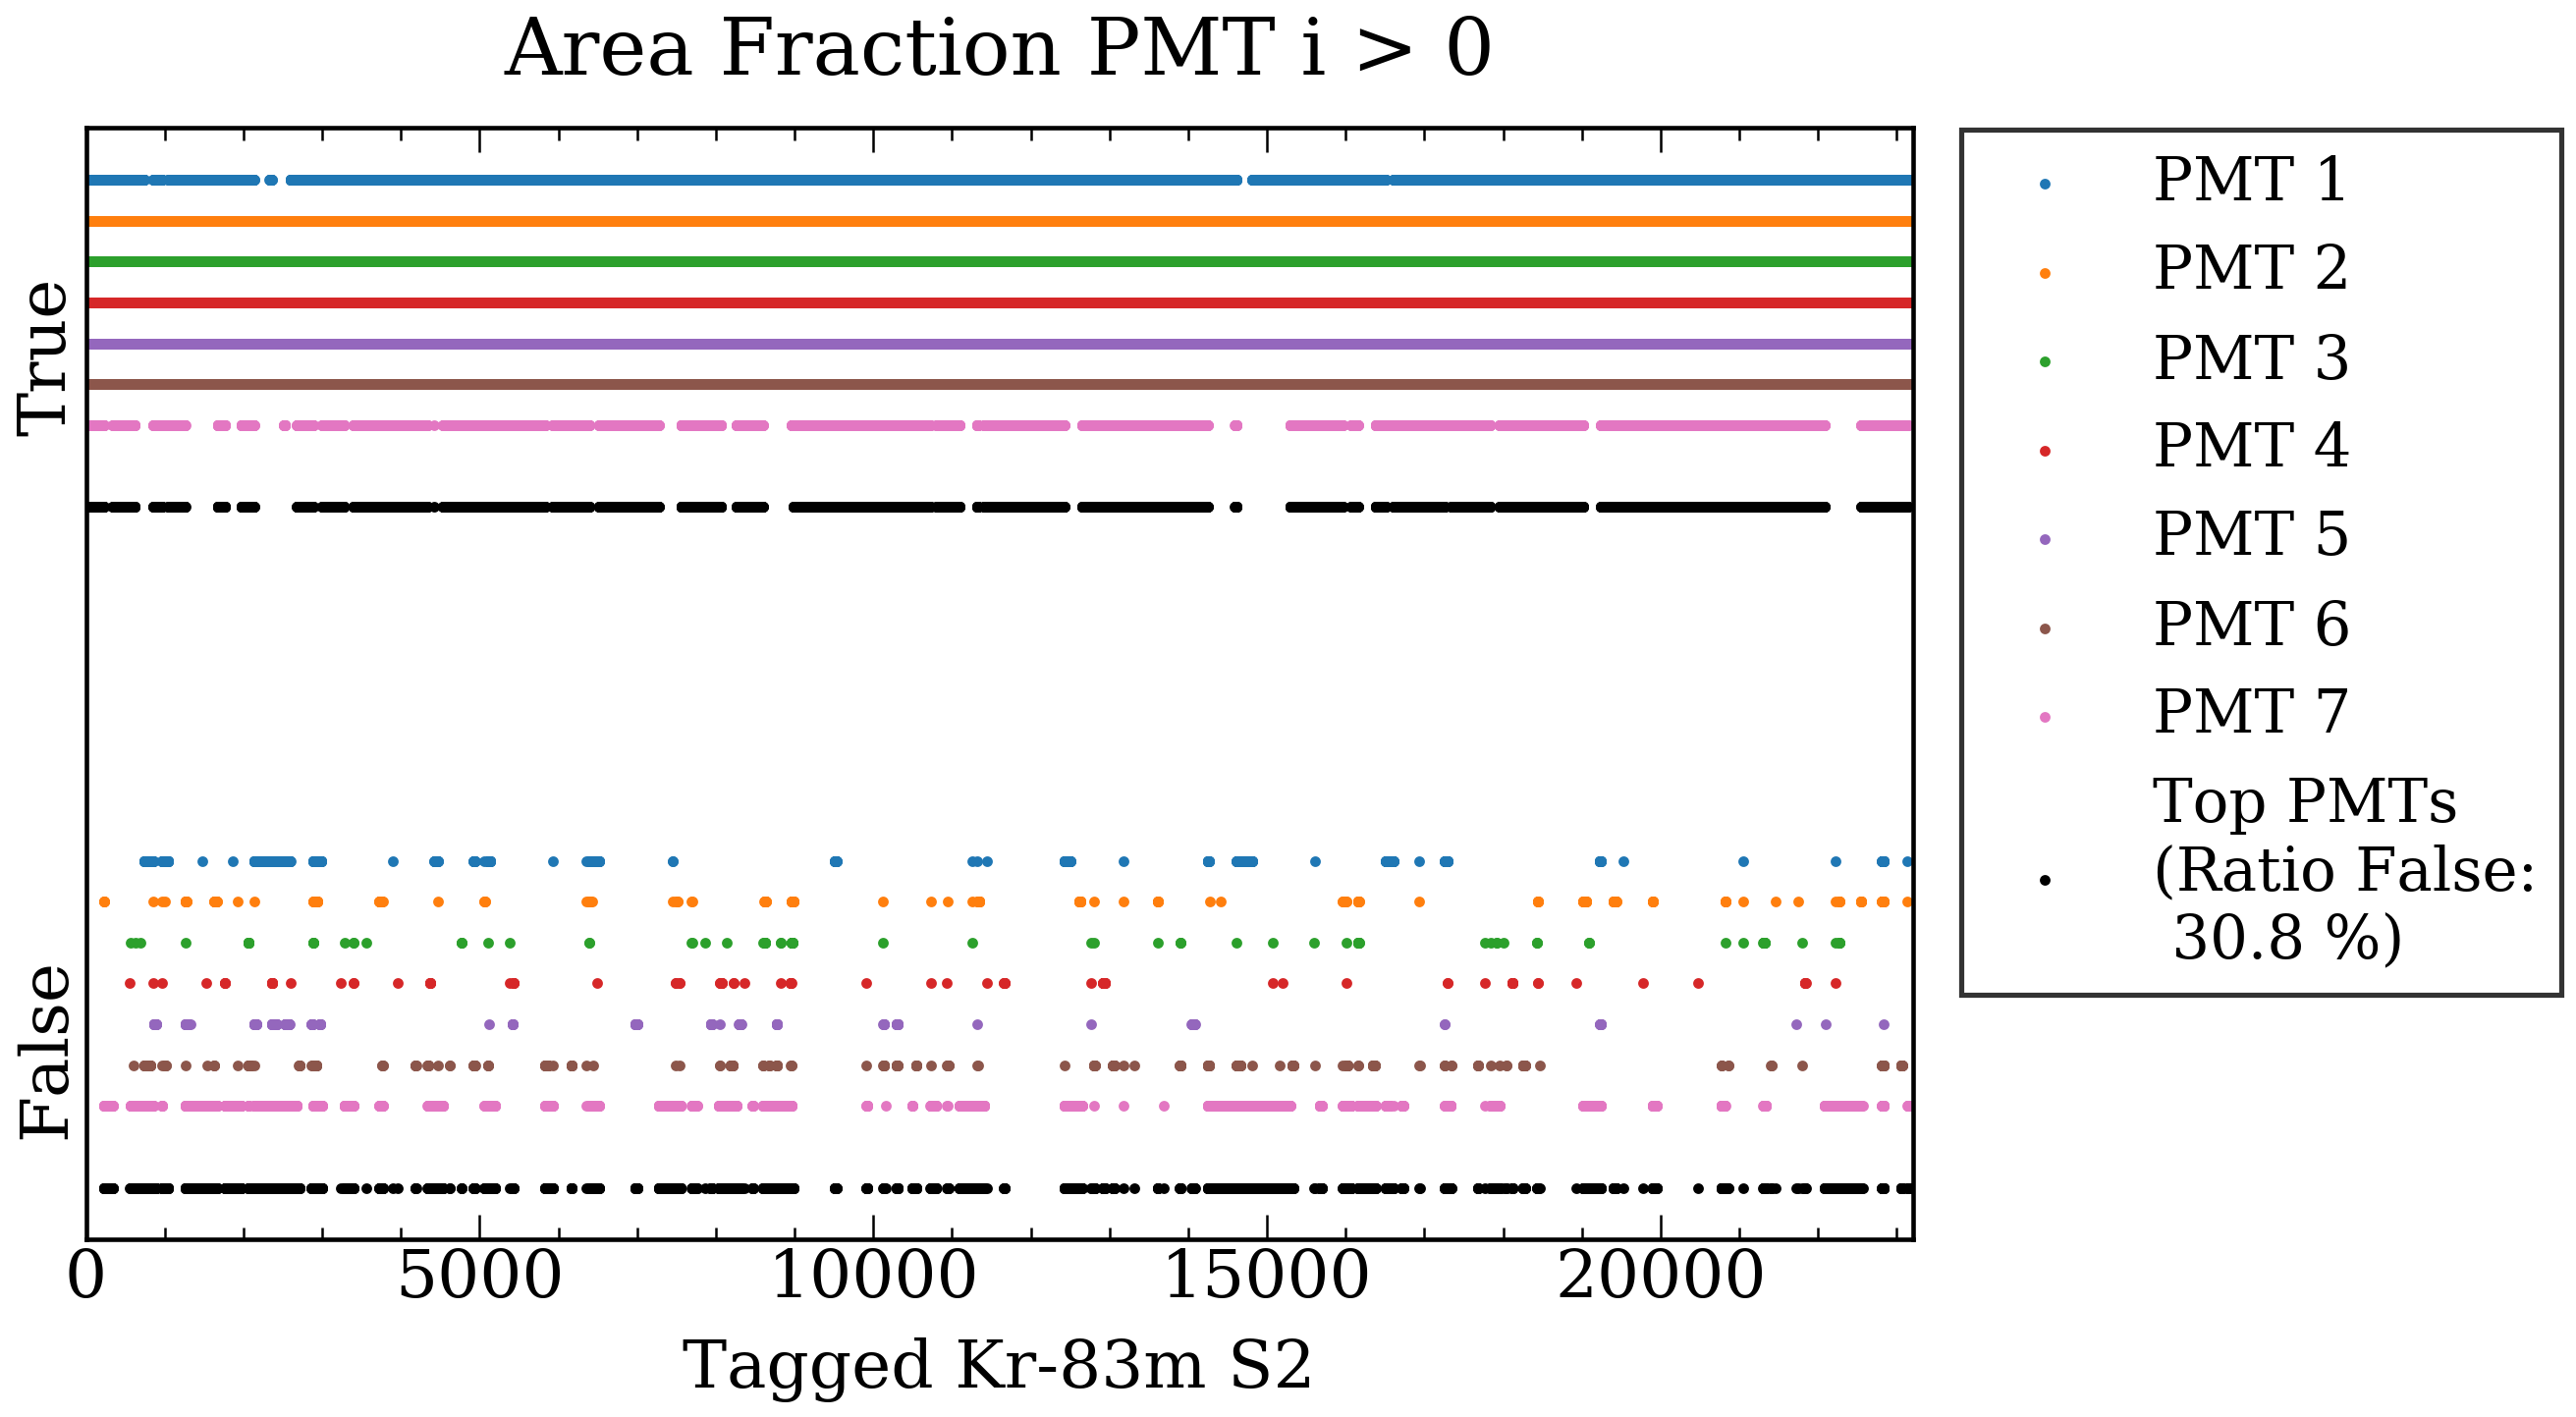 Area Fraction PMT i > 0
True
False
0 5000 10000 15000 20000
Tagged Kr-83m S2
PMT 1
PMT 2
PMT 3
PMT 4
PMT 5
PMT 6
PMT 7
Top PMTs
(Ratio False:
30.8 %)